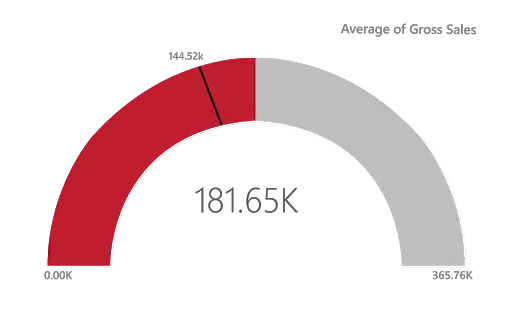 Average of Gross Sales
144.52k
181.65K
0.00K
365.76K